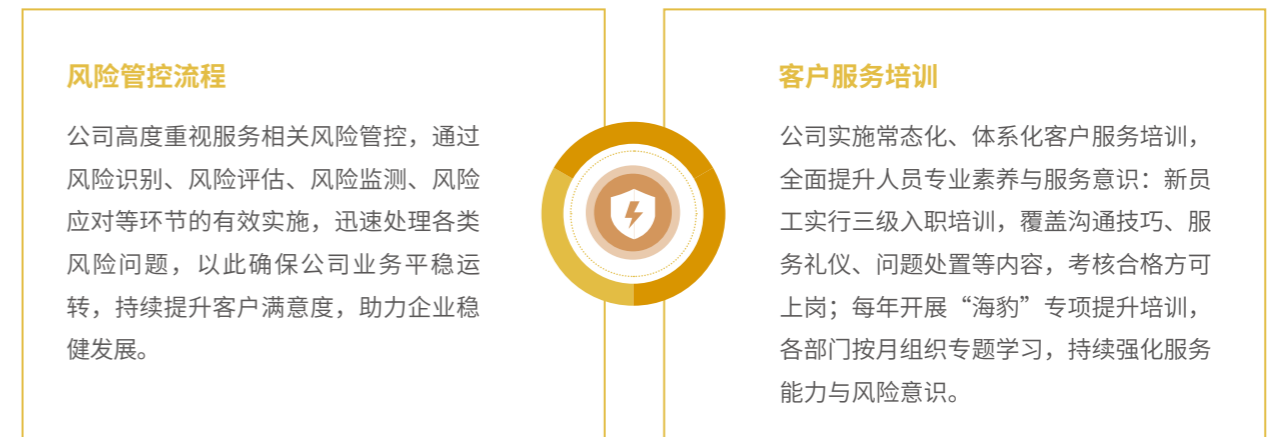 风险管控流程
公司高度重视服务相关风险管控，通过
风险识别、风险评估、风险监测、风险
应对等环节的有效实施，迅速处理各类
风险问题，以此确保公司业务平稳运
转，持续提升客户满意度，助力企业稳
健发展。
客户服务培训
公司实施常态化、体系化客户服务培训，
全面提升人员专业素养与服务意识：新员
工实行三级入职培训，覆盖沟通技巧、服
务礼仪、问题处置等内容，考核合格方可
上岗；每年开展“海豹”专项提升培训，
各部门按月组织专题学习，持续强化服务
能力与风险意识。